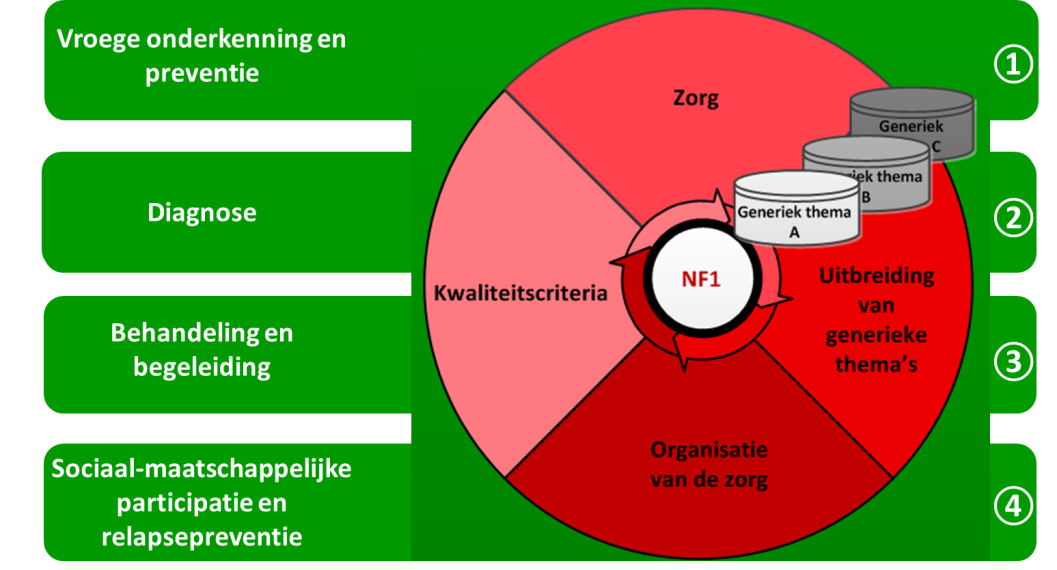 Vroege onderkenning en
preventie
①
Diagnose
②
Behandeling en
begeleiding
③
Sociaal-maatschappelijke
participatie en
relapsepreventie
④
Zorg
Generiek
C
iek thema
B
Generiek thema
A
Kwaliteitscriteria
NF1
Uitbreiding
van
generieke
thema's
Organisatie
van de zorg